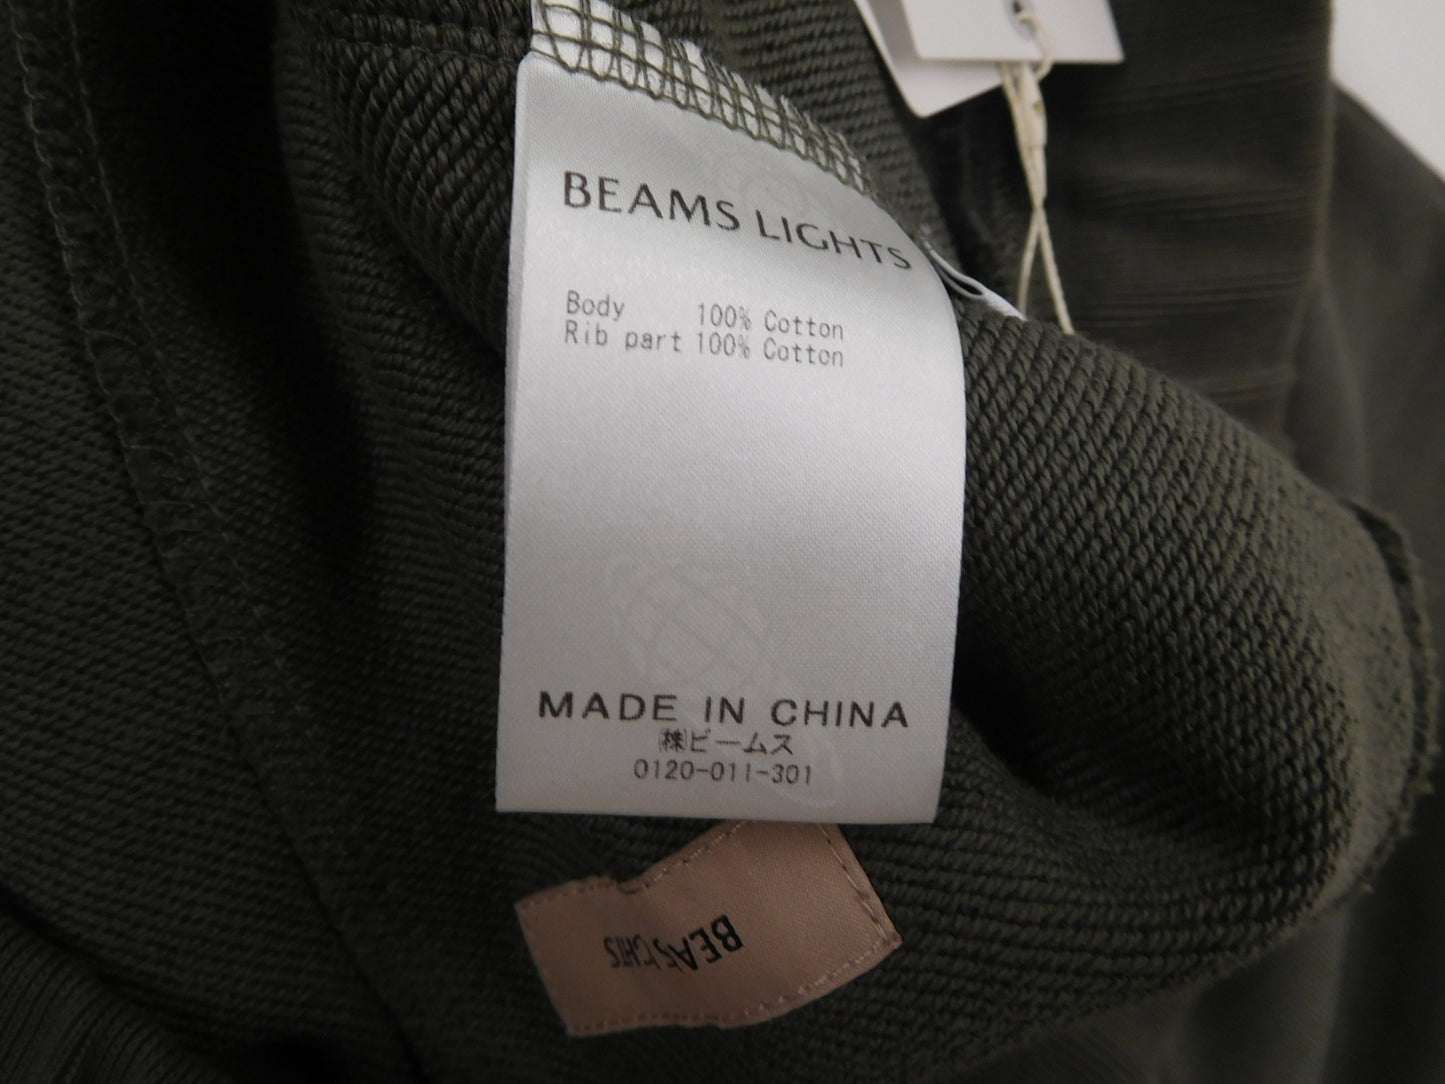 BEAMS LIGHTS
Body 100% Cotton
Rib part 100% Cotton
MADE IN CHINA
㈱ビームス
0120-011-301